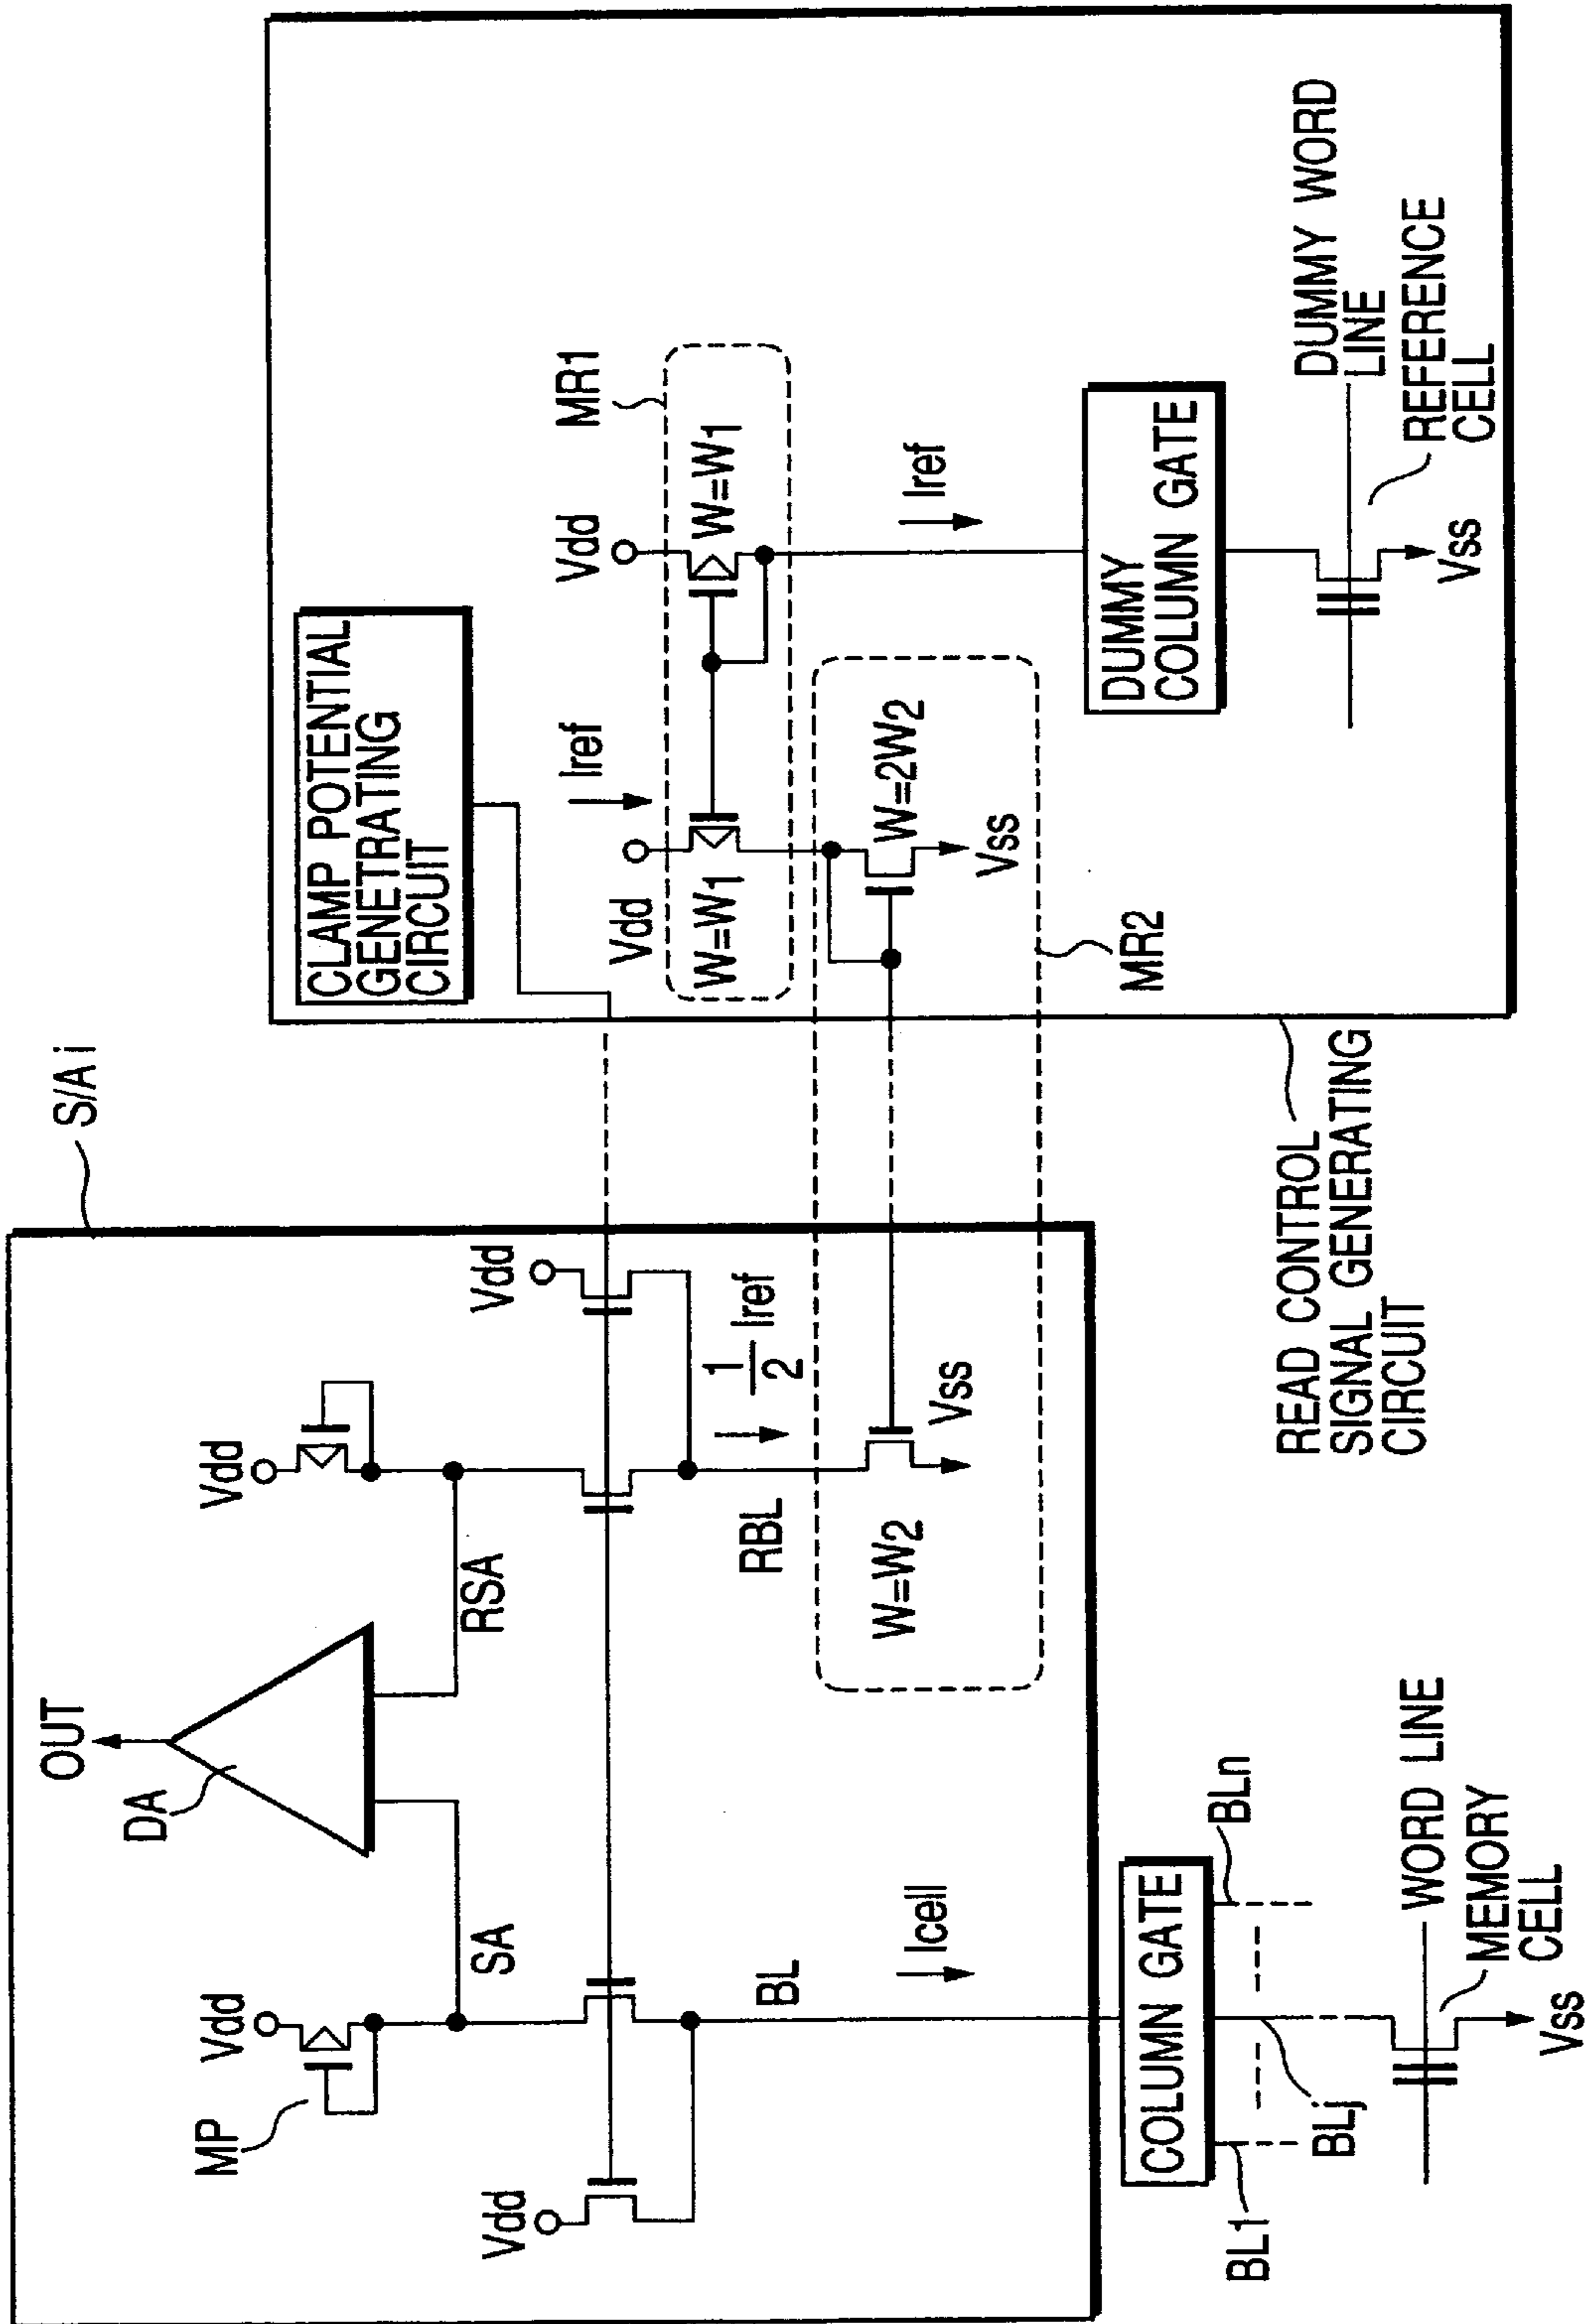 S/A i
OUT
DA
Vdd
MP
SA
RSA
Vdd
Vdd
Vdd
BL
Icell
RBL
1/2 Iref
W=W2
Vss
COLUMN GATE
BL1
BLj
BLn
WORD LINE
MEMORY
CELL
Vss
CLAMP POTENTIAL
GENETRATING
CIRCUIT
Iref
Vdd
Vdd
MR1
W=W1
W=W1
Iref
W=2W2
Vss
MR2
DUMMY
COLUMN GATE
DUMMY WORD
LINE
REFERENCE
CELL
Vss
READ CONTROL
SIGNAL GENERATING
CIRCUIT